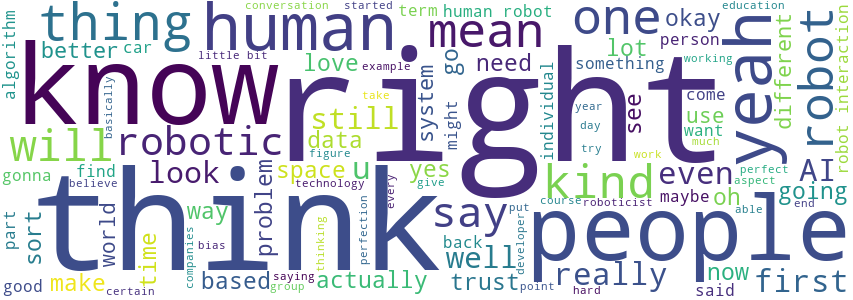 conversation
started
education
term
human robot
algorithm
thing
human
mean
one
okay
better
car
lot
person
little bit
love
example
go
need
something
working
different
yeah
robot
robot interaction
know
right
basically
take
system
might
individual
see
use
come
want
year
day
try
much
will
robotic
still
data
figure
work
gonna
find
believe
look
space
u
yes
kind
even
AI
perfect
aspect
technology
every
give
maybe
oh
going
course
roboticist
able
end
think
people
part
sort
world
way
problem
say
put
developer
time
companies
bias
thinking
perfection
back
well
really
now
first
good
make
certain
based
saying
group
actually
trust
point
hard
said